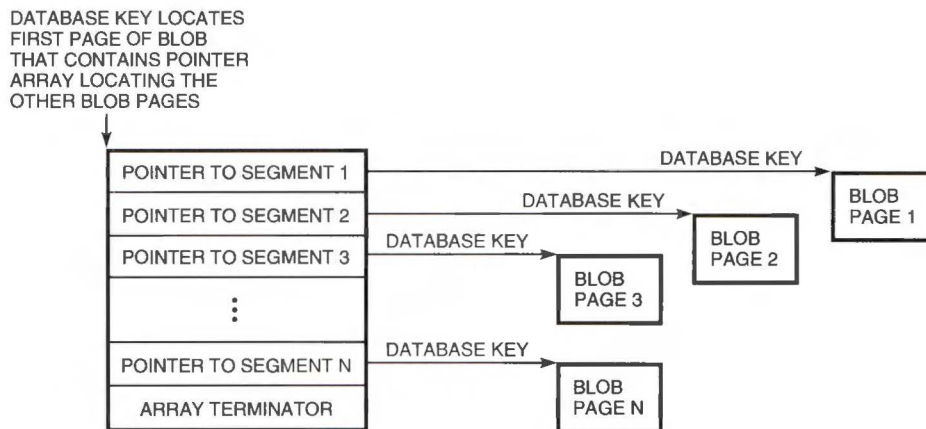 DATABASE KEY LOCATES
FIRST PAGE OF BLOB
THAT CONTAINS POINTER
ARRAY LOCATING THE
OTHER BLOB PAGES
POINTER TO SEGMENT 1
DATABASE KEY
BLOB
PAGE 1
POINTER TO SEGMENT 2
DATABASE KEY
BLOB
PAGE 2
POINTER TO SEGMENT 3
DATABASE KEY
BLOB
PAGE 3
POINTER TO SEGMENT N
DATABASE KEY
BLOB
PAGE N
ARRAY TERMINATOR